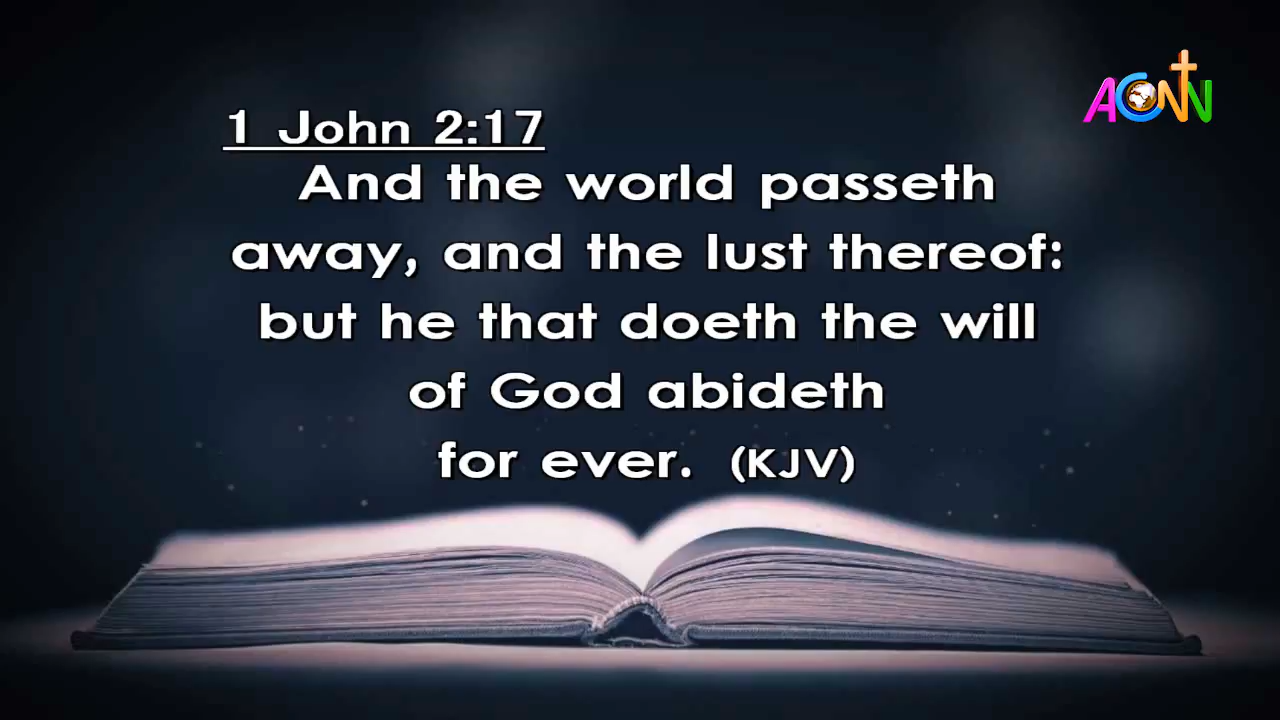 ACNN
1 John 2:17
And the world passeth
away, and the lust thereof:
but he that doeth the will
of God abideth
for ever. (KJV)